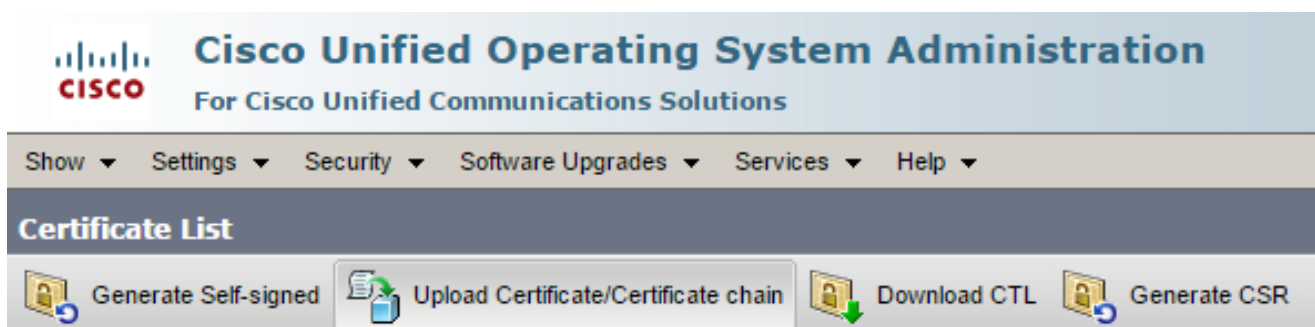 Cisco Unified Operating System Administration
CISCO
For Cisco Unified Communications Solutions
Show Settings Security Software Upgrades Services Help
Certificate List
Generate Self-signed Upload Certificate/Certificate chain Download CTL Generate CSR